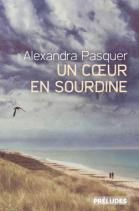 Alexandra Pasquer
UN CŒUR
EN SOURDINE
PRÉLUDES